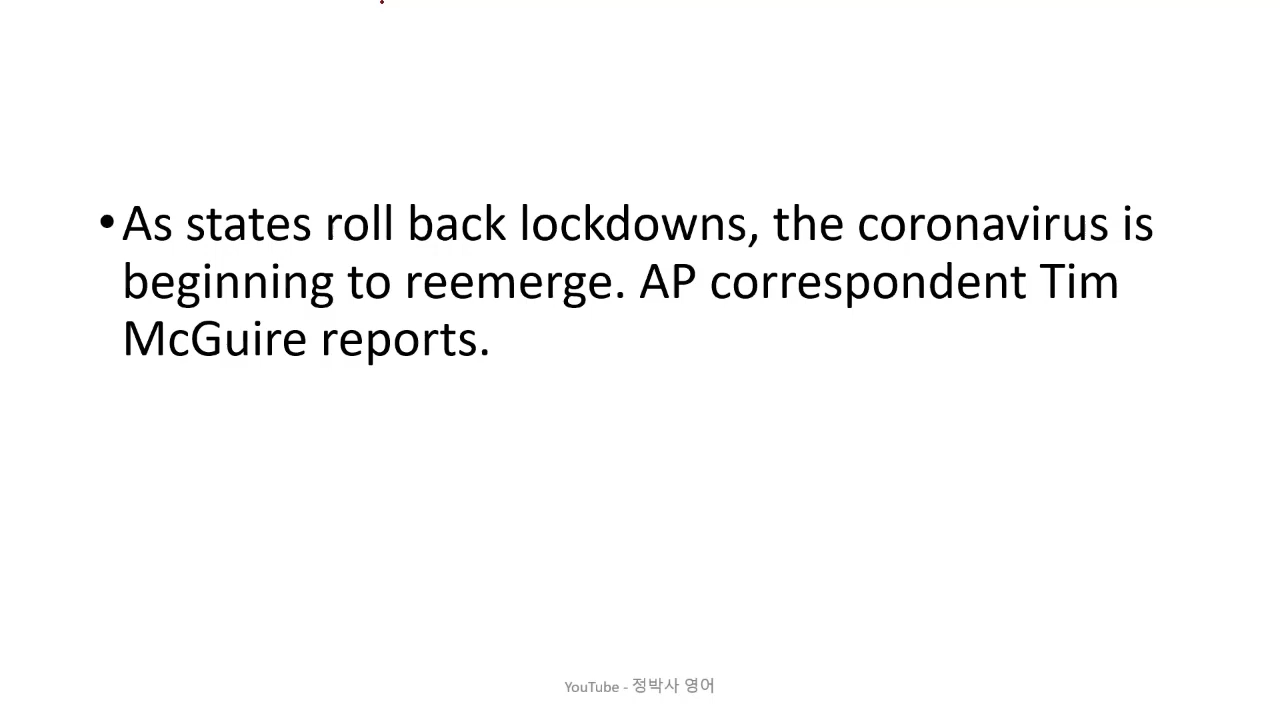 •As states roll back lockdowns, the coronavirus is
beginning to reemerge. AP correspondent Tim
McGuire reports.
YouTube - 정박사 영어